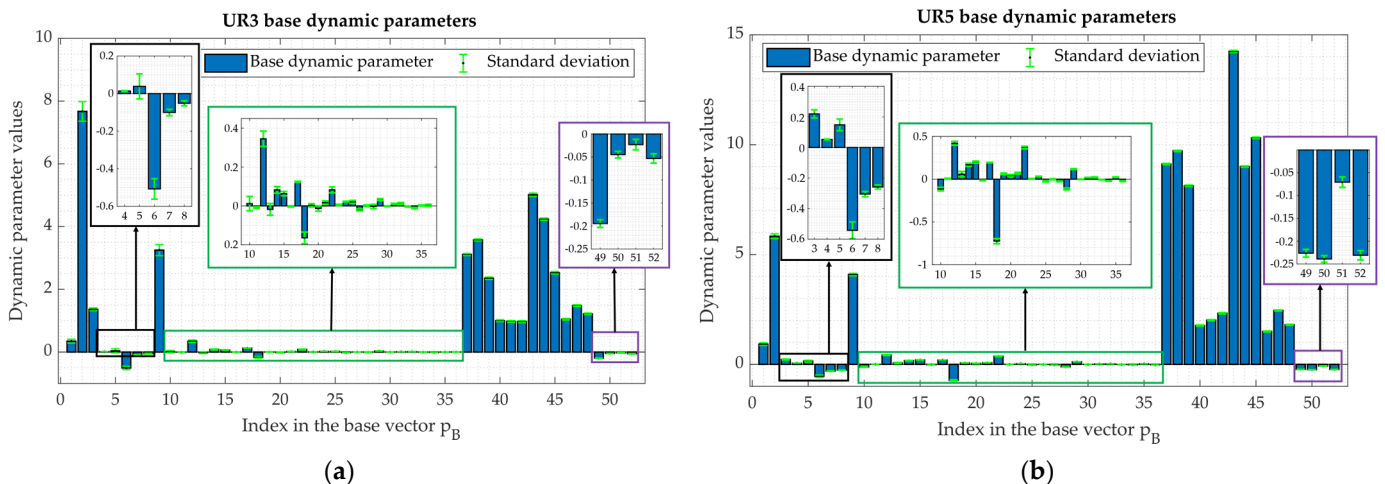 UR3 base dynamic parameters
10
8
6
4
2
0
Dynamic parameter values
Base dynamic parameter Standard deviation
0.2
0
-0.2
-0.4
-0.6
4 5 6 7 8
0.4
0.2
0
0.2
10 15 20 25 30 35
0
-0.05
-0.1
-0.15
-0.2
-0.25
49 50 51 52
0 5 10 15 20 25 30 35 40 45 50
Index in the base vector pB
(a)
UR5 base dynamic parameters
15
10
5
0
Dynamic parameter values
Base dynamic parameter Standard deviation
0.4
0.2
0
-0.2
-0.4
-0.6
3 4 5 6 7 8
0.5
0
-0.5
-1
10 15 20 25 30 35
-0.05
-0.1
-0.15
-0.2
-0.25
49 50 51 52
0 5 10 15 20 25 30 35 40 45 50
Index in the base vector pB
(b)